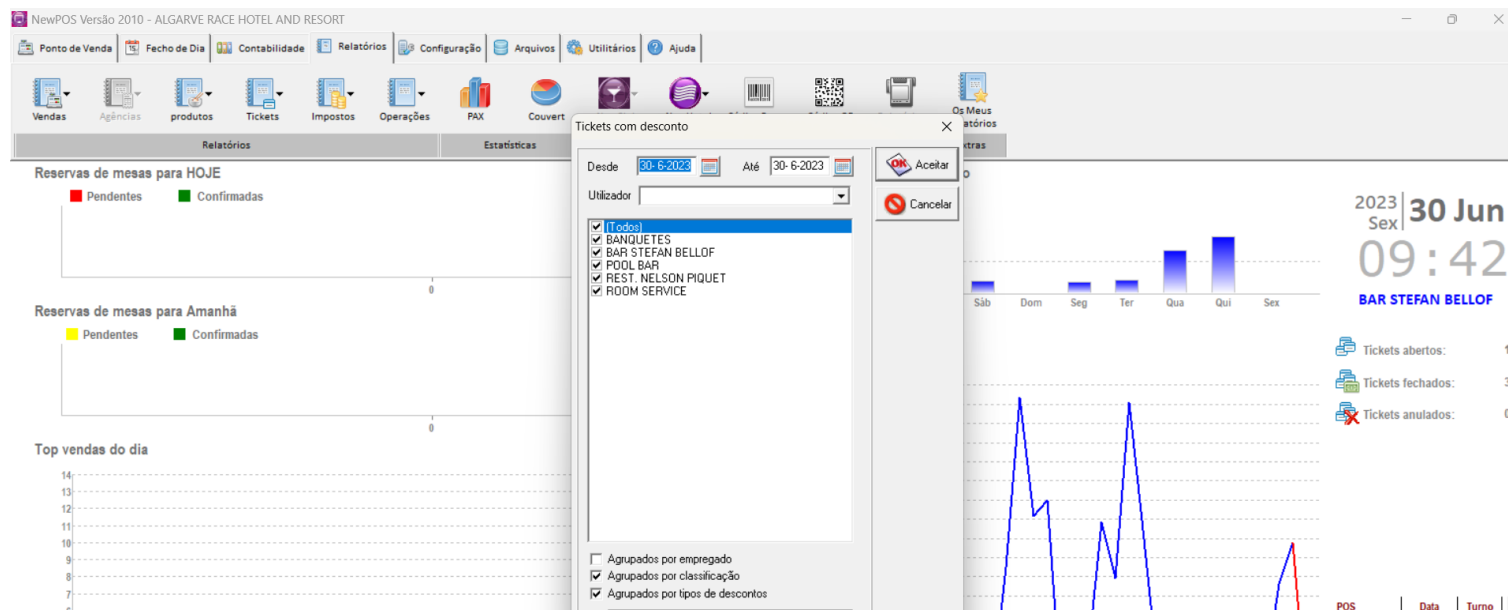 NewPOS Versão 2010 - ALGARVE RACE HOTEL AND RESORT
Ponto de Venda
Fecho de Dia
Contabilidade
Relatórios
Configuração
Arquivos
Utilitários
Ajuda
Vendas
Agências
produtos
Tickets
Impostos
Operações
PAX
Couvert
Os Meus
Relatórios
Estatísticas
Tickets com desconto
Desde 30- 6-2023 Até 30- 6-2023
Utilizador
Aceitar
Cancelar
(Todos)
BANQUETES
BAR STEFAN BELLOF
POOL BAR
REST. NELSON PIQUET
ROOM SERVICE
Agrupados por empregado
Agrupados por classificação
Agrupados por tipos de descontos
Reservas de mesas para HOJE
Pendentes Confirmadas
0
Reservas de mesas para Amanhã
Pendentes Confirmadas
0
Top vendas do dia
14
13
12
11
10
9
8
7
Sáb Dom Seg Ter Qua Qui Sex
2023
Sex
30 Jun
09:42
BAR STEFAN BELLOF
Tickets abertos:
Tickets fechados:
Tickets anulados:
POS Data Turno